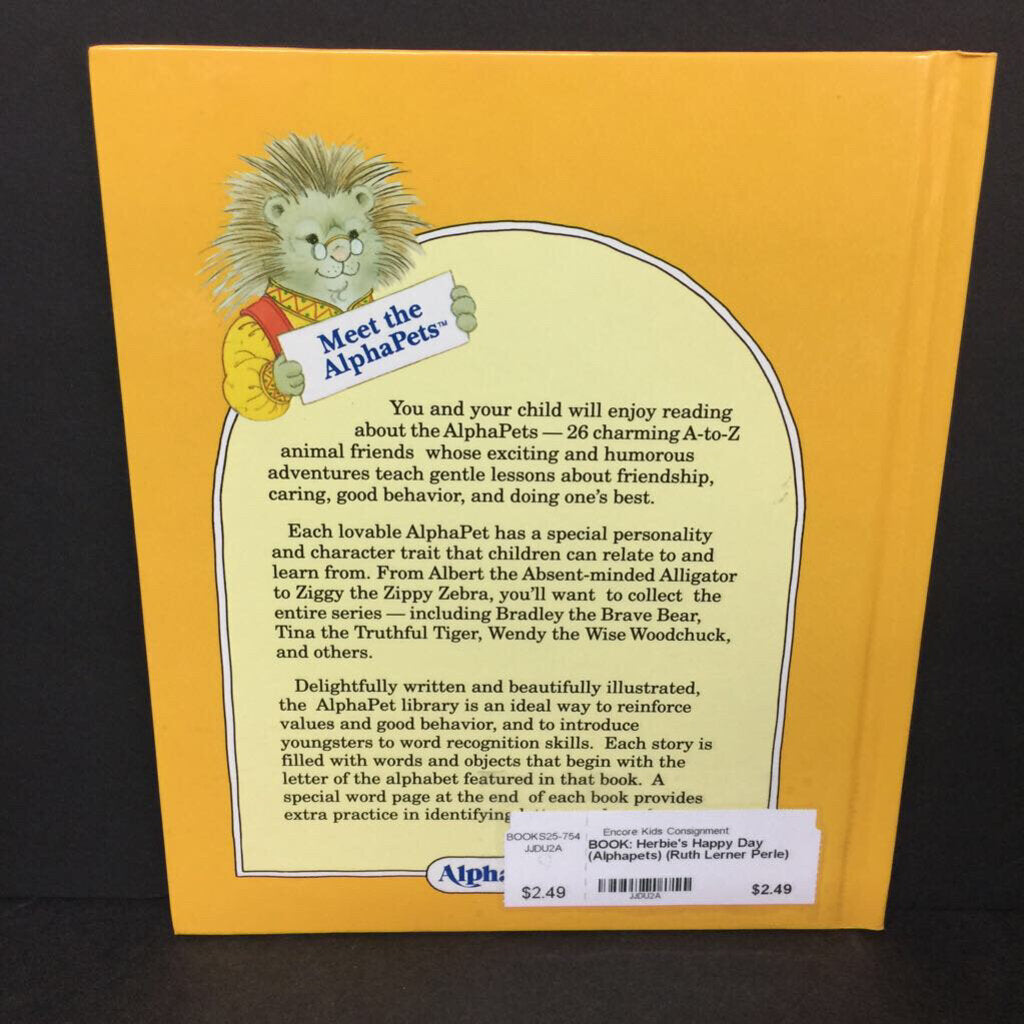 Meet the
AlphaPets™
You and your child will enjoy reading
about the AlphaPets — 26 charming A-to-Z
animal friends whose exciting and humorous
adventures teach gentle lessons about friendship,
caring, good behavior, and doing one's best.
Each lovable AlphaPet has a special personality
and character trait that children can relate to and
learn from. From Albert the Absent-minded Alligator
to Ziggy the Zippy Zebra, you'll want to collect the
entire series — including Bradley the Brave Bear,
Tina the Truthful Tiger, Wendy the Wise Woodchuck,
and others.
Delightfully written and beautifully illustrated,
the AlphaPet library is an ideal way to reinforce
values and good behavior, and to introduce
youngsters to word recognition skills. Each story is
filled with words and objects that begin with the
letter of the alphabet featured in that book. A
special word page at the end of each book provides
extra practice in identifying
Alpha
BOOKS25-754
JJDU2A
$2.49
Encore Kids Consignment
BOOK: Herbie's Happy Day
(Alphapets) (Ruth Lerner Perle)
JJDU2A
$2.49